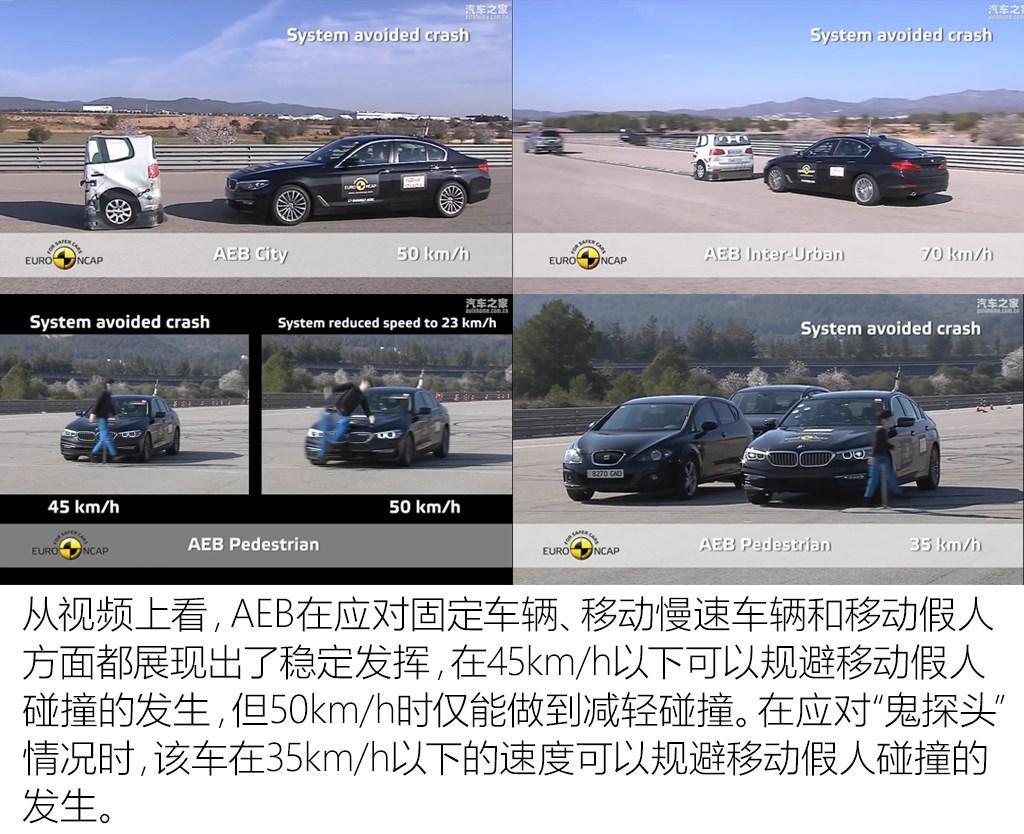 汽车之家
autohome.com.cn
System avoided crash
EURO NCAP
FOR SAFER CARS
EURO NCAP
AEB City
50 km/h
汽车之家
autohome.com.cn
System avoided crash
FOR SAFER CARS
EURO NCAP
AEB Inter-Urban
70 km/h
汽车之家
autohome.com.cn
System avoided crash
System reduced speed to 23 km/h
45 km/h
50 km/h
FOR SAFER CARS
EURO NCAP
AEB Pedestrian
汽车之家
autohome.com.cn
System avoided crash
8270 GND
FOR SAFER CARS
EURO NCAP
AEB Pedestrian
35 km/h
从视频上看，AEB在应对固定车辆、移动慢速车辆和移动假人
方面都展现出了稳定发挥，在45km/h以下可以规避移动假人
碰撞的发生，但50km/h时仅能做到减轻碰撞。在应对“鬼探头”
情况时，该车在35km/h以下的速度可以规避移动假人碰撞的
发生。